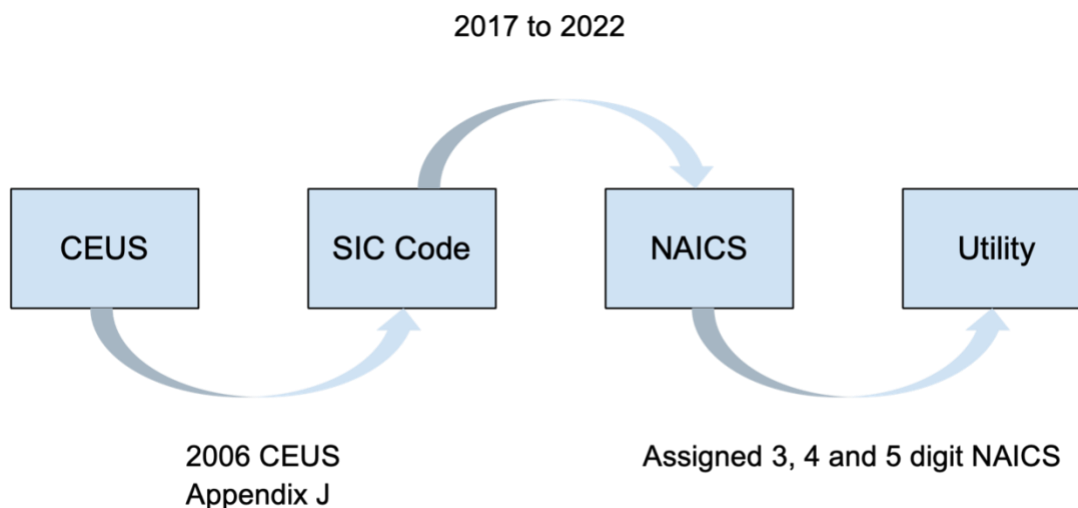 2017 to 2022
CEUS
SIC Code
NAICS
Utility
2006 CEUS
Appendix J
Assigned 3, 4 and 5 digit NAICS